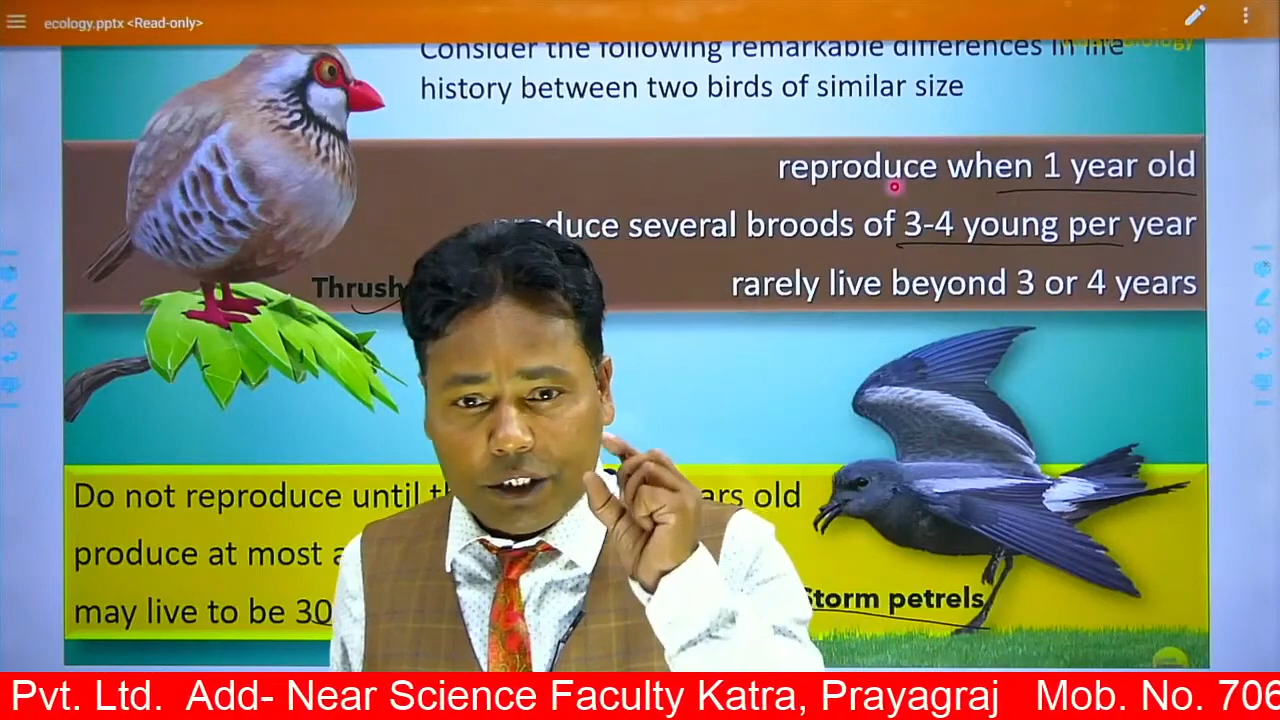 ecology.pptx <Read-only>
Consider the following remarkable differences in life
history between two birds of similar size
reproduce when 1 year old
produce several broods of 3-4 young per year
Thrush
rarely live beyond 3 or 4 years
Do not reproduce until
ars old
produce at most a
may live to be 30
Storm petrels
Pvt. Ltd. Add- Near Science Faculty Katra, Prayagraj Mob. No. 706